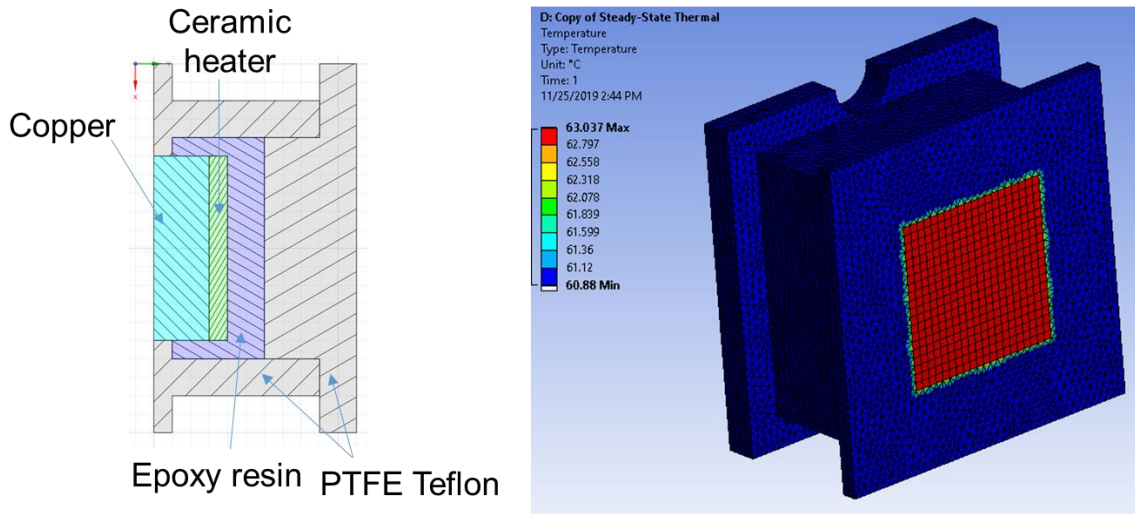 Ceramic
heater
Copper
Epoxy resin
PTFE Teflon
D: Copy of Steady-State Thermal
Temperature
Type: Temperature
Unit: °C
Time: 1
11/25/2019 2:44 PM
63.037 Max
62.797
62.558
62.318
62.078
61.839
61.599
61.36
61.12
60.88 Min